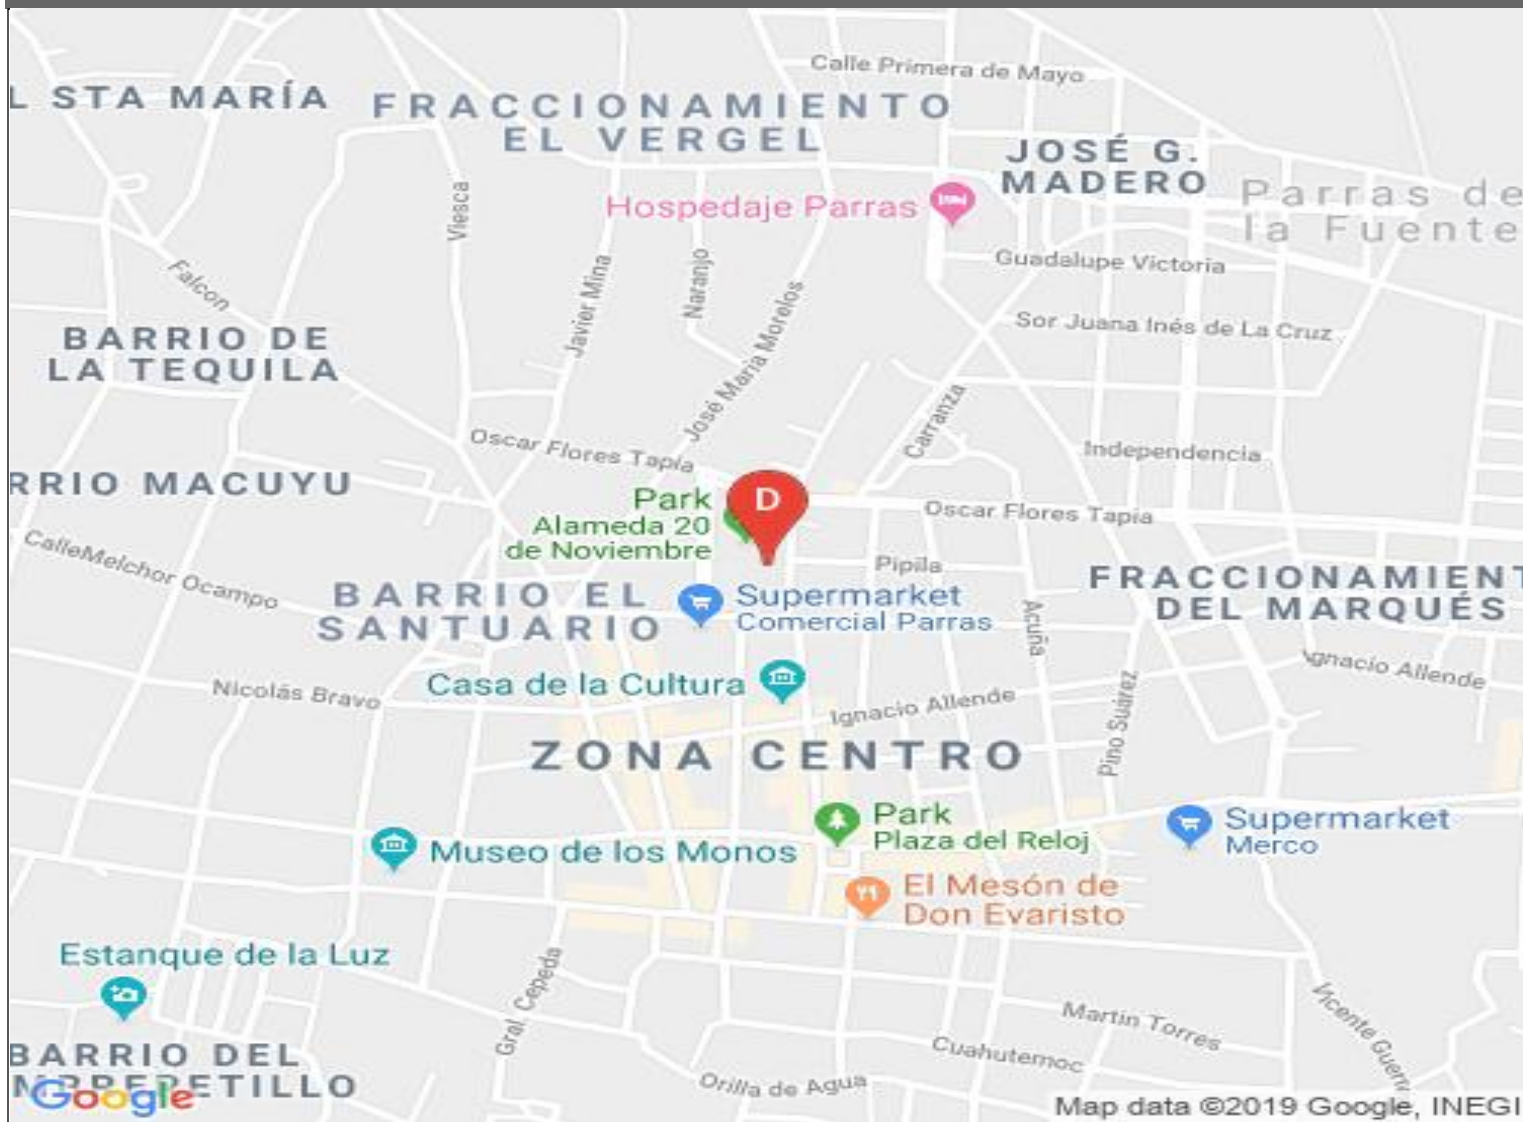 Calle Primera de Mayo
L STA MARÍA
FRACCIONAMIENTO
EL VERGEL
JOSÉ G.
MADERO
Parras de
la Fuente
Hospedaje Parras
Viesca
Falcon
Javier Mina
Naranjo
José María Morelos
Guadalupe Victoria
Sor Juana Inés de La Cruz
BARRIO DE
LA TEQUILA
Carranza
Oscar Flores Tapia
Independencia
RRIO MACUYU
D
Park
Alameda 20
de Noviembre
Oscar Flores Tapia
CalleMelchor Ocampo
Pipila
BARRIO EL
SANTUARIO
Supermarket
Comercial Parras
Acuña
FRACCIONAMIENT
DEL MARQUÉS
Nicolás Bravo
Casa de la Cultura
Ignacio Allende
Ignacio Allende
Pino Suárez
ZONA CENTRO
Park
Plaza del Reloj
Supermarket
Merco
Museo de los Monos
El Mesón de
Don Evaristo
Estanque de la Luz
Gral. Cepeda
Martin Torres
Vicente Guerr
Cuahutemoc
BARRIO DEL
Orilla de Agua
Google
Map data ©2019 Google, INEGI